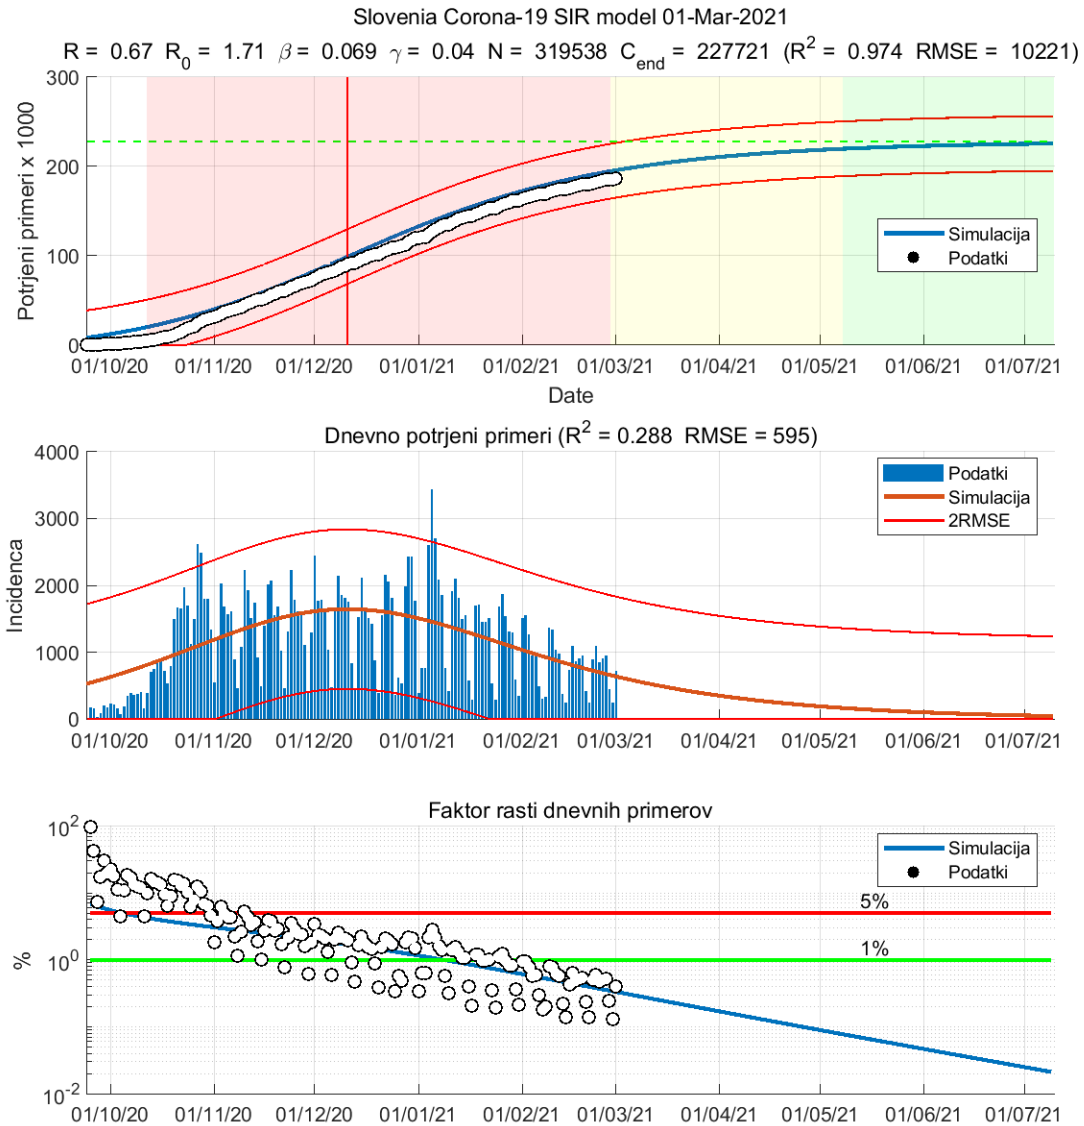 Slovenia Corona-19 SIR model 01-Mar-2021
R = 0.67 R0 = 1.71 β = 0.069 γ = 0.04 N = 319538 Cend = 227721 (R2 = 0.974 RMSE = 10221)
Potrjeni primeri x 1000
300
200
100
0
Simulacija
Podatki
01/10/20 01/11/20 01/12/20 01/01/21 01/02/21 01/03/21 01/04/21 01/05/21 01/06/21 01/07/21
Date
Dnevno potrjeni primeri (R2 = 0.288 RMSE = 595)
Incidenca
4000
3000
2000
1000
0
Podatki
Simulacija
2RMSE
01/10/20 01/11/20 01/12/20 01/01/21 01/02/21 01/03/21 01/04/21 01/05/21 01/06/21 01/07/21
Faktor rasti dnevnih primerov
%
10^2
10^0
10^-2
Simulacija
Podatki
5%
1%
01/10/20 01/11/20 01/12/20 01/01/21 01/02/21 01/03/21 01/04/21 01/05/21 01/06/21 01/07/21